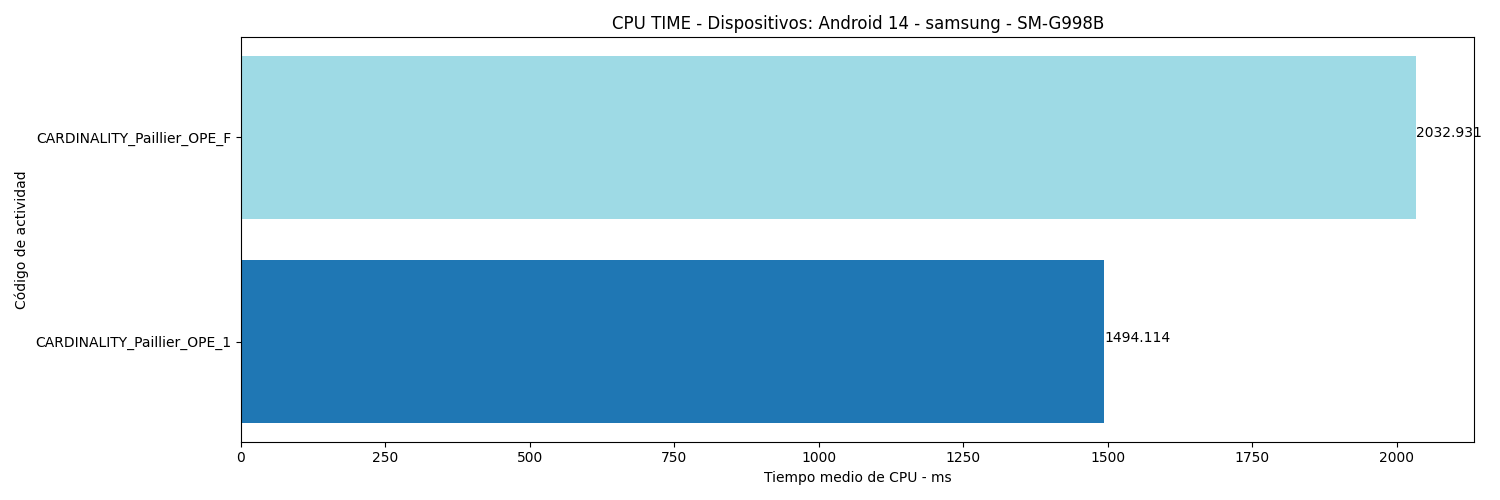 CPU TIME - Dispositivos: Android 14 - samsung - SM-G998B
CARDINALITY_Paillier_OPE_F
2032.931
Código de actividad
CARDINALITY_Paillier_OPE_1
1494.114
0 250 500 750 1000 1250 1500 1750 2000
Tiempo medio de CPU - ms